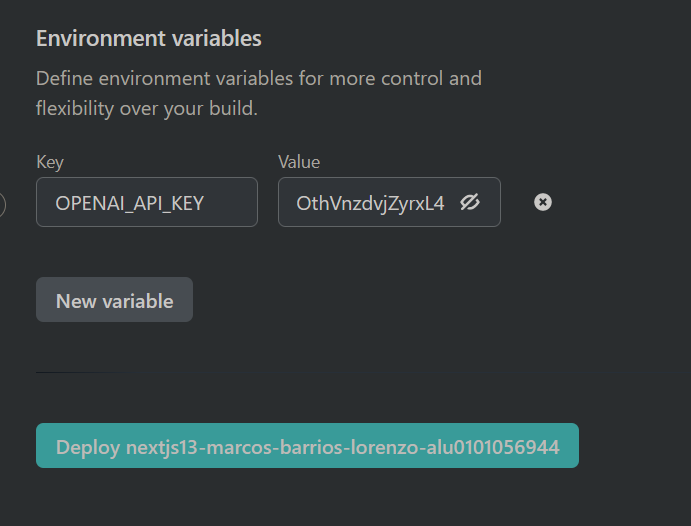 Environment variables
Define environment variables for more control and
flexibility over your build.
Key Value
OPENAI_API_KEY OthVnzdvjZyrxL4
New variable
Deploy nextjs13-marcos-barrios-lorenzo-alu0101056944